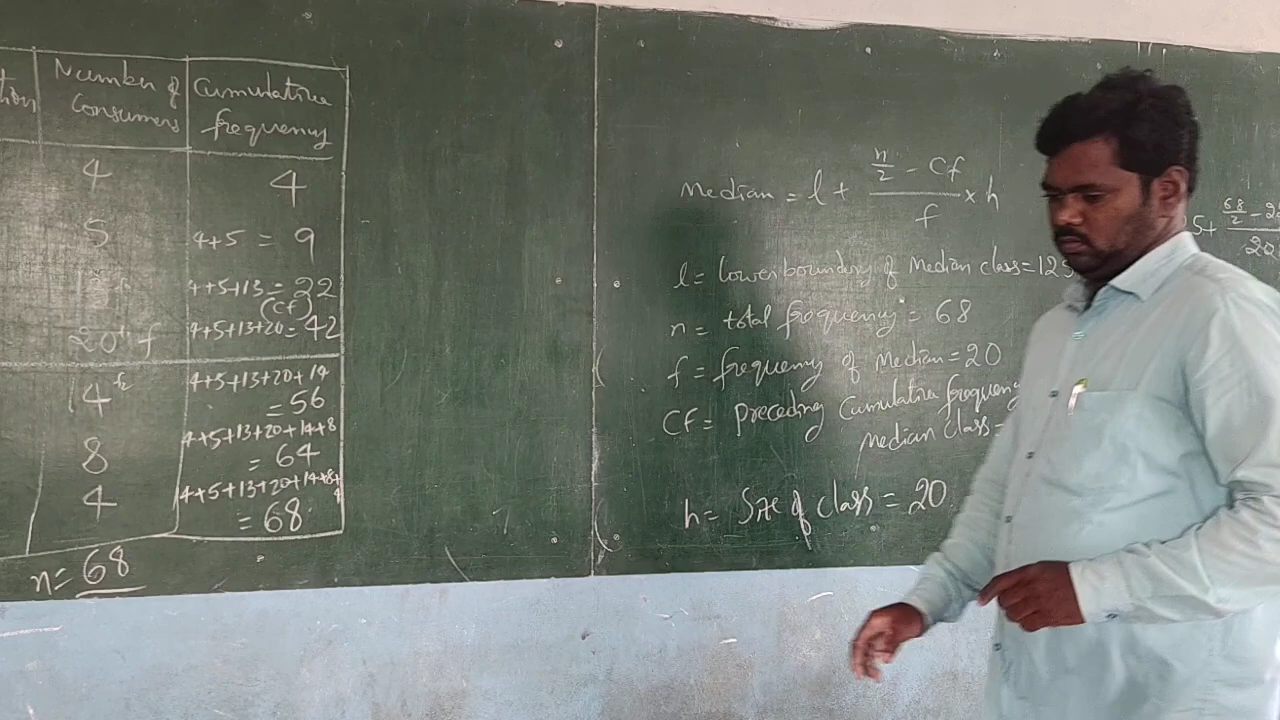 tion
Number of Consumers
Cumulative frequency
4
4
5
4+5 = 9
4+5+13 = 22
(Cf)
20 f
4+5+13+20 = 42
14
4+5+13+20+14
= 56
8
4+5+13+20+14+8
= 64
4
4+5+13+20+14+8+4
= 68
n = 68
Median = l + (n/2 - Cf)/f × h
l = lower boundary of Median class = 125
n = total frequency = 68
f = frequency of Median = 20
Cf = Preceding Cumulative frequency
Median class =
h = Size of class = 20